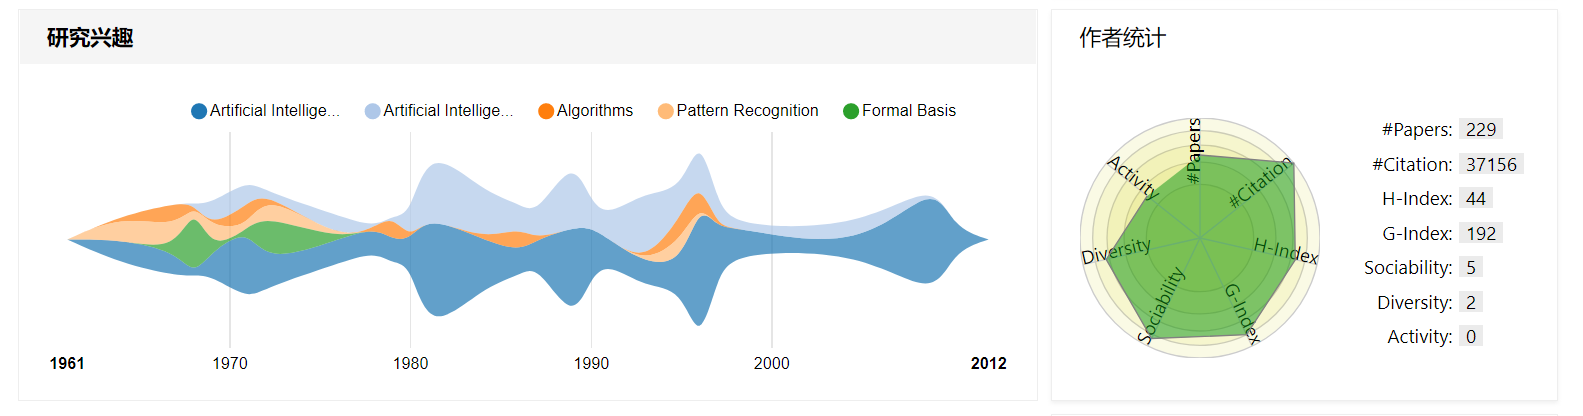 研究兴趣
Artificial Intellige...
Artificial Intellige...
Algorithms
Pattern Recognition
Formal Basis
1961
1970
1980
1990
2000
2012
作者统计
#Papers
#Citation
H-Index
G-Index
Sociability
Diversity
Activity
#Papers: 229
#Citation: 37156
H-Index: 44
G-Index: 192
Sociability: 5
Diversity: 2
Activity: 0